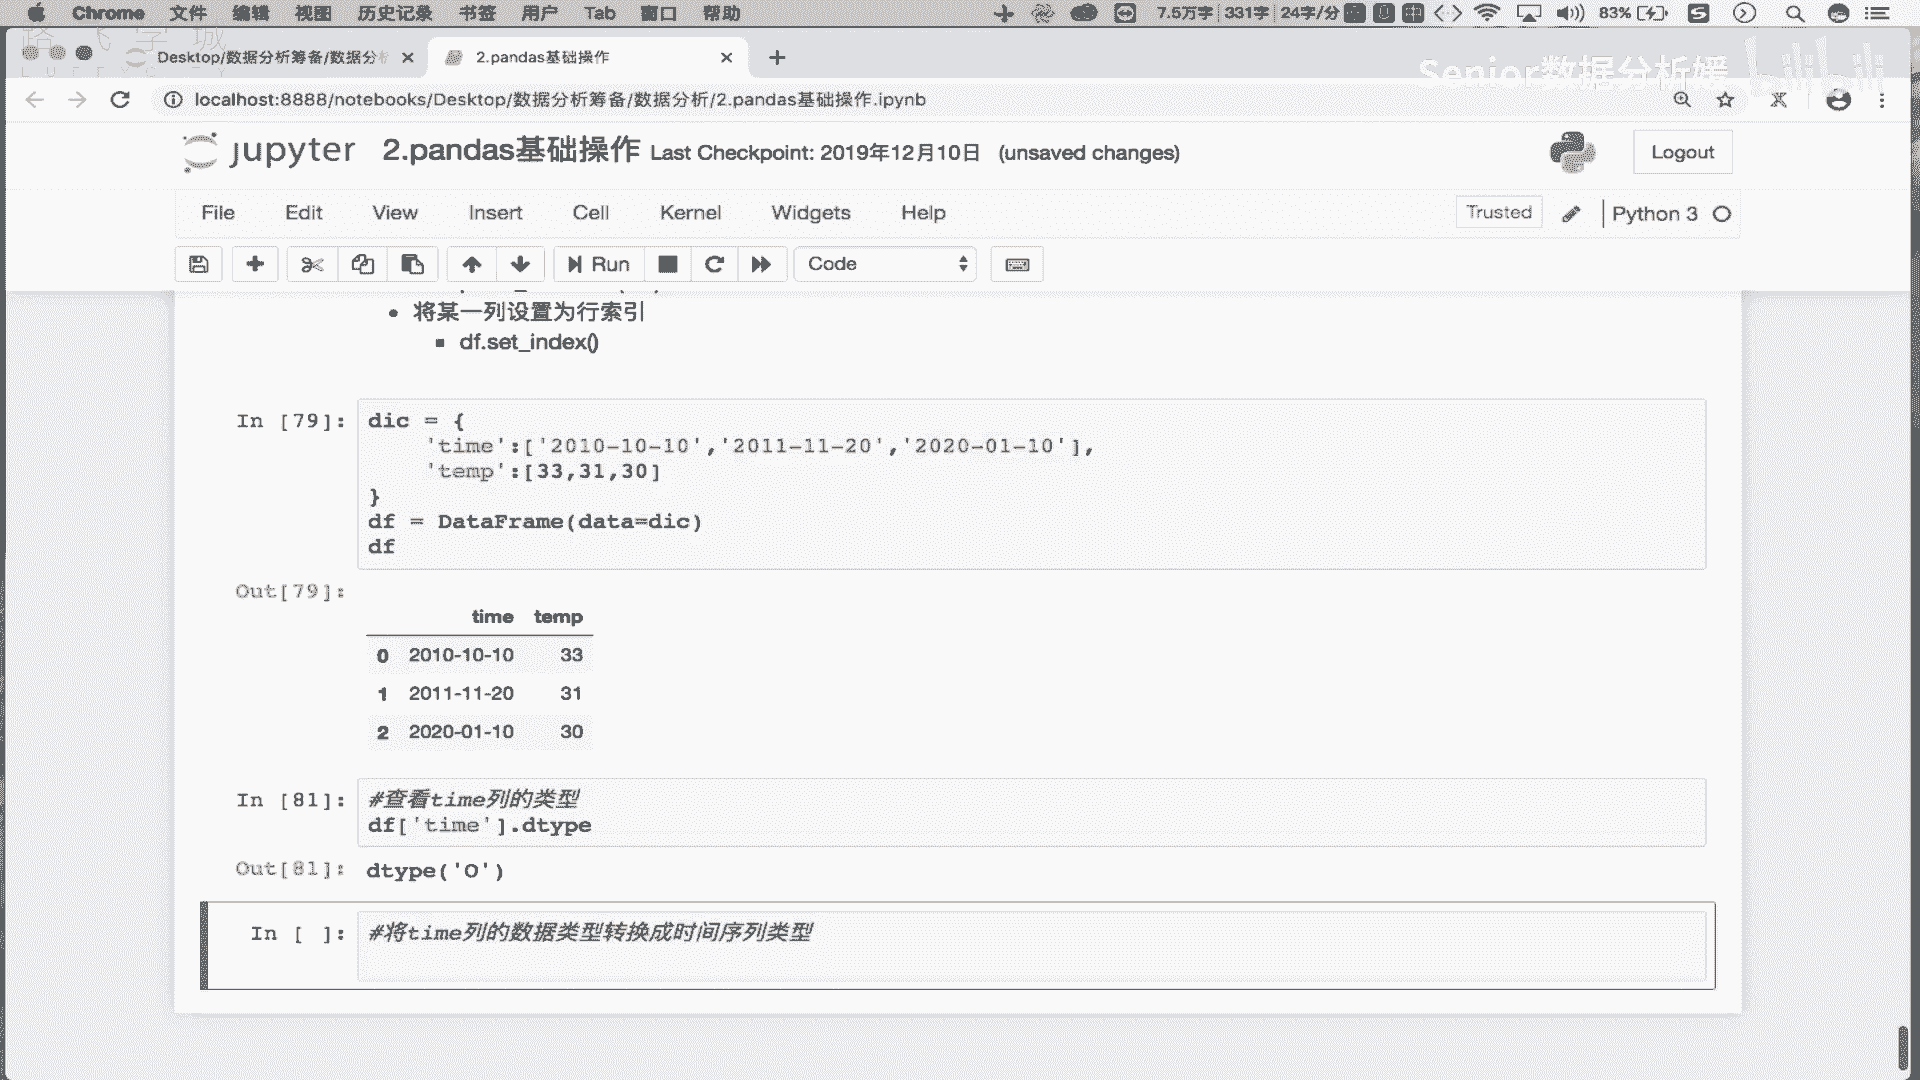 Chrome 文件 编辑 视图 历史记录 书签 用户 Tab 窗口 帮助 7.5万字 331字 24字/分 83%
Desktop/数据分析筹备/数据分析 2.pandas基础操作
Senior数据分析媛 bilibili
localhost:8888/notebooks/Desktop/数据分析筹备/数据分析/2.pandas基础操作.ipynb
jupyter 2.pandas基础操作 Last Checkpoint: 2019年12月10日 (unsaved changes) Logout
File Edit View Insert Cell Kernel Widgets Help Trusted Python 3
Run Code
将某一列设置为行索引
df.set_index()
In [79]: dic = {
'time':['2010-10-10','2011-11-20','2020-01-10'],
'temp':[33,31,30]
}
df = DataFrame(data=dic)
df
Out[79]:
time temp
0 2010-10-10 33
1 2011-11-20 31
2 2020-01-10 30
In [81]: #查看time列的类型
df['time'].dtype
Out[81]: dtype('O')
In [ ]: #将time列的数据类型转换成时间序列类型